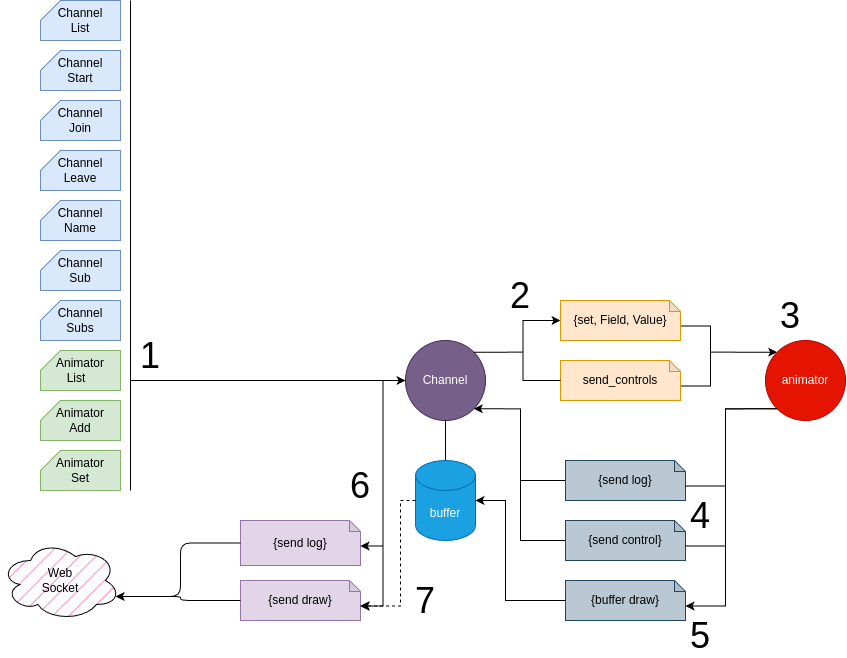 Channel
List
Channel
Start
Channel
Join
Channel
Leave
Channel
Name
Channel
Sub
Channel
Subs
Animator
List
Animator
Add
Animator
Set
1
2
3
{set, Field, Value}
send_controls
Channel
animator
buffer
{send log}
{send control}
{buffer draw}
4
5
6
7
{send log}
{send draw}
Web
Socket